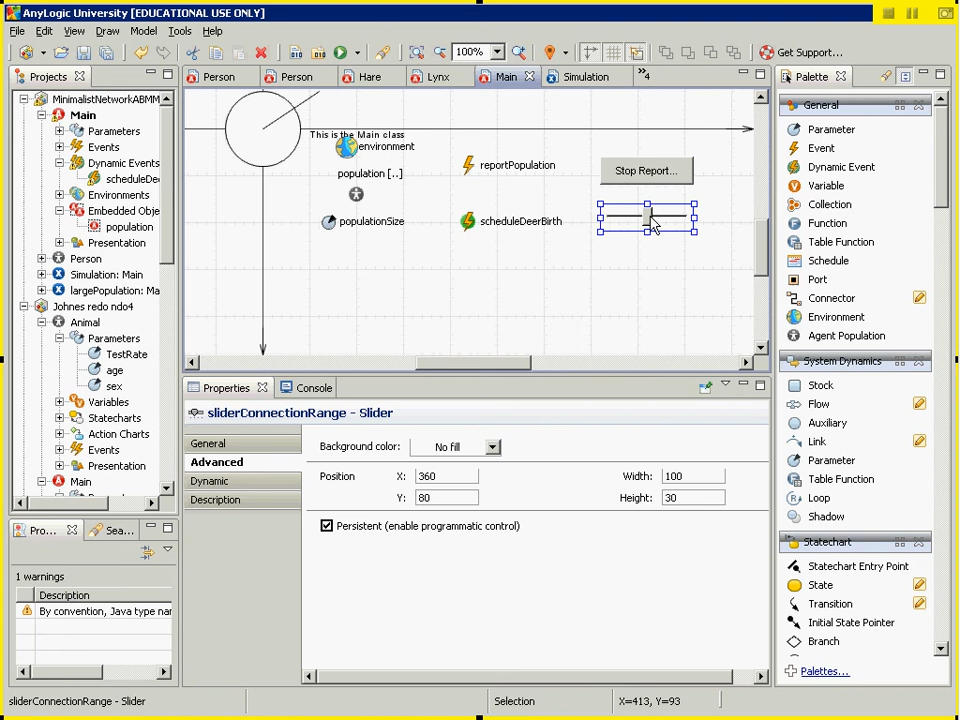 AnyLogic University [EDUCATIONAL USE ONLY]
File Edit View Draw Model Tools Help
100% Get Support...
Projects
Person Person Hare Lynx Main Simulation »4
Palette
MinimalistNetworkABMM
Main
Parameters
Events
Dynamic Events
scheduleDe
Environments
Embedded Obje
population
Presentation
Person
Simulation: Main
largePopulation: Ma
Johnes redo ndo4
Animal
Parameters
TestRate
age
sex
Variables
Statecharts
Action Charts
Events
Presentation
Main
This is the Main class
environment
population [..]
populationSize
reportPopulation
scheduleDeerBirth
Stop Report...
General
Parameter
Event
Dynamic Event
Variable
Collection
Function
Table Function
Schedule
Port
Connector
Environment
Agent Population
System Dynamics
Stock
Flow
Auxiliary
Link
Parameter
Table Function
Loop
Shadow
Statechart
Statechart Entry Point
State
Transition
Initial State Pointer
Branch
Palettes...
Properties Console
sliderConnectionRange - Slider
General
Advanced
Dynamic
Description
Background color: No fill
Position X: 360 Width: 100
Y: 80 Height: 30
Persistent (enable programmatic control)
Pro... Sea...
1 warnings
Description
By convention, Java type nar
sliderConnectionRange - Slider Selection X=413, Y=93